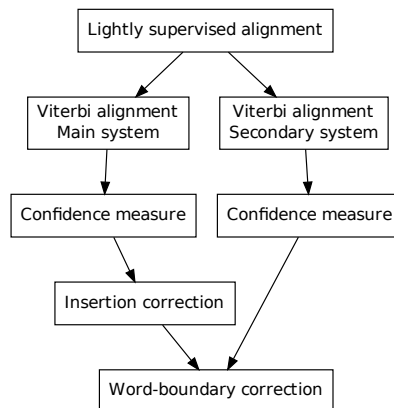 Lightly supervised alignment
Viterbi alignment
Main system
Viterbi alignment
Secondary system
Confidence measure
Confidence measure
Insertion correction
Word-boundary correction